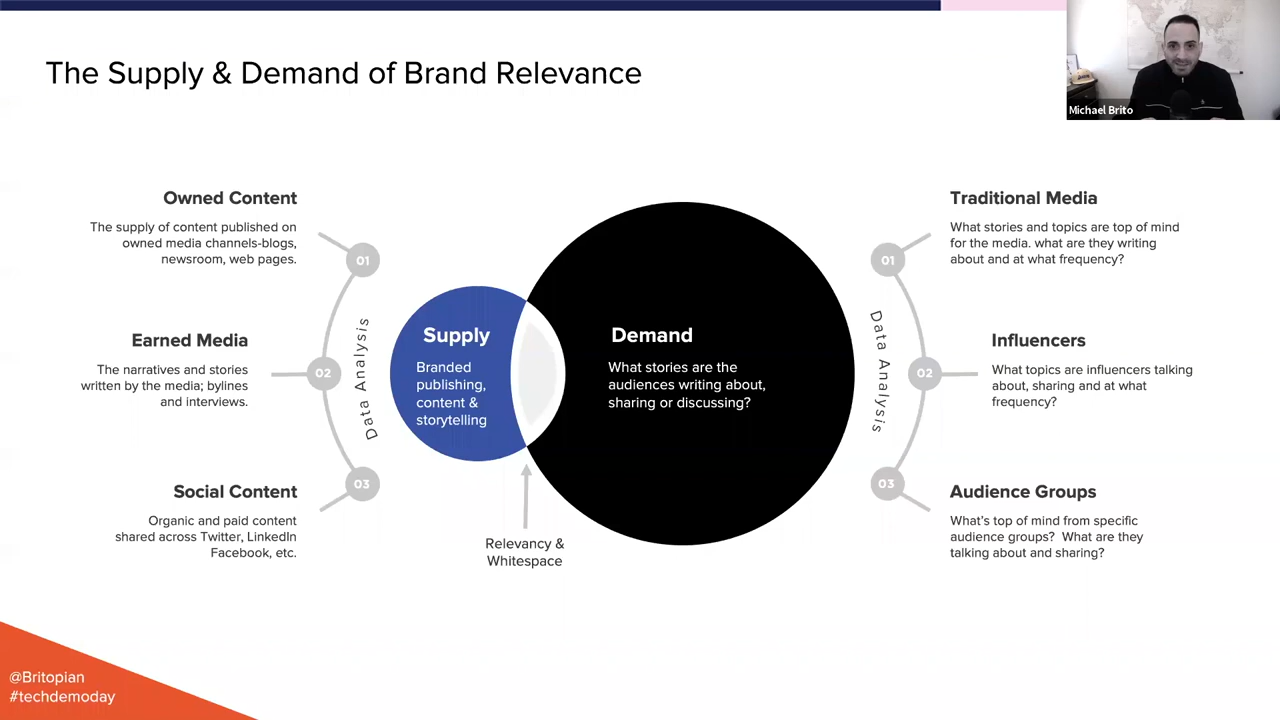 The Supply & Demand of Brand Relevance
Michael Brito
Owned Content
The supply of content published on
owned media channels-blogs,
newsroom, web pages.
01
Earned Media
The narratives and stories
written by the media; bylines
and interviews.
02
Social Content
Organic and paid content
shared across Twitter, LinkedIn
Facebook, etc.
03
Data Analysis
Supply
Branded
publishing,
content &
storytelling
Relevancy &
Whitespace
Demand
What stories are the
audiences writing about,
sharing or discussing?
Data Analysis
01
Traditional Media
What stories and topics are top of mind
for the media. what are they writing
about and at what frequency?
02
Influencers
What topics are influencers talking
about, sharing and at what
frequency?
03
Audience Groups
What's top of mind from specific
audience groups?  What are they
talking about and sharing?
@Britopian
#techdemoday